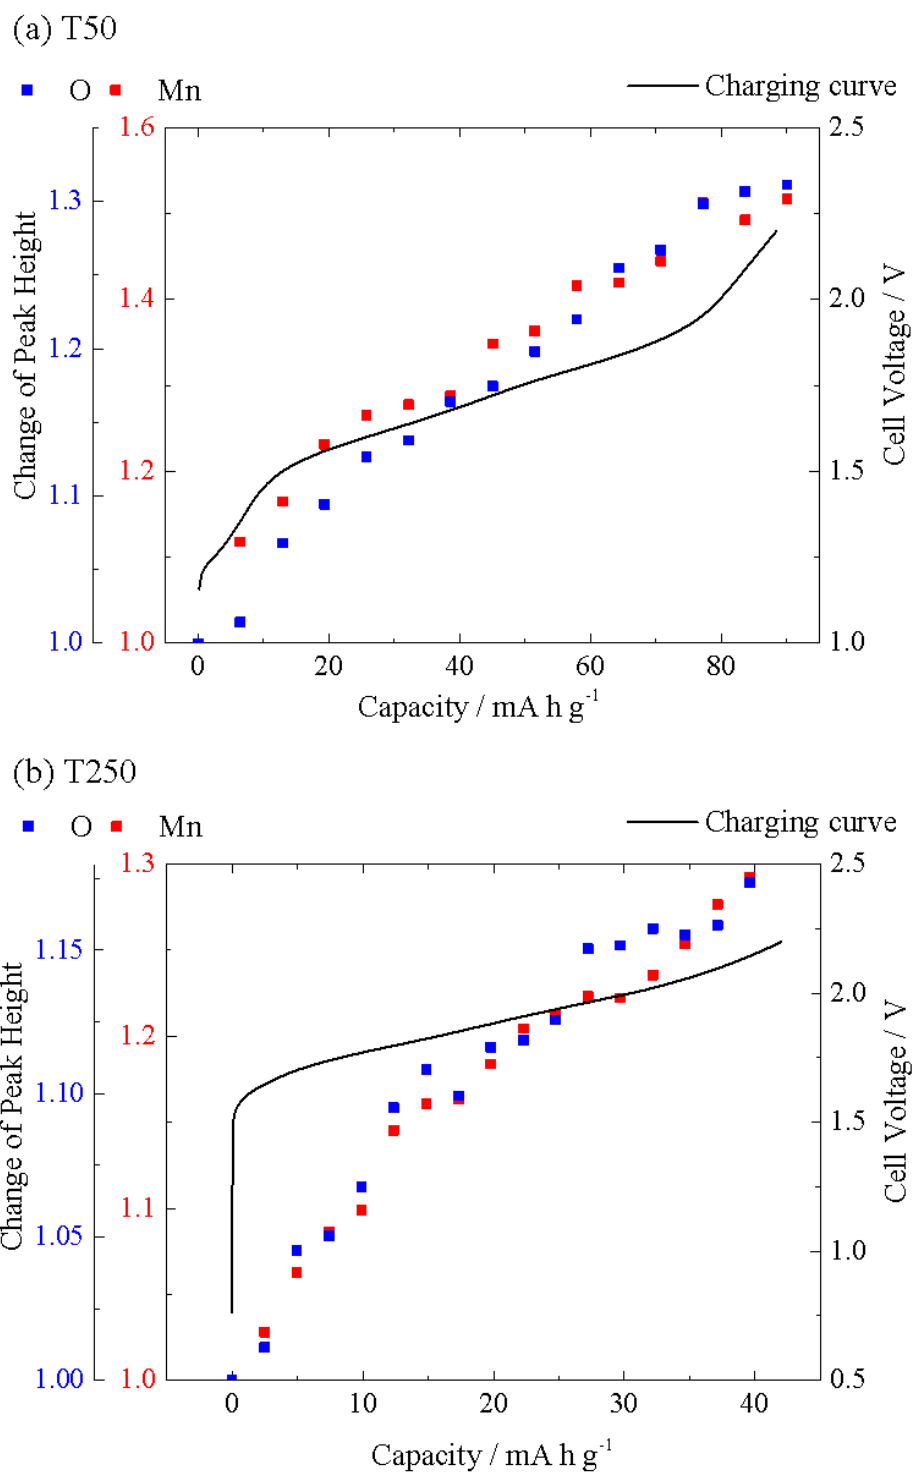 (a) T50
O Mn Charging curve
Change of Peak Height
1.3
1.2
1.1
1.0
1.6
1.4
1.2
1.0
2.5
2.0
1.5
1.0
Cell Voltage / V
0 20 40 60 80
Capacity / mA h g-1
(b) T250
O Mn Charging curve
Change of Peak Height
1.15
1.10
1.05
1.00
1.3
1.2
1.1
1.0
2.5
2.0
1.5
1.0
0.5
Cell Voltage / V
0 10 20 30 40
Capacity / mA h g-1